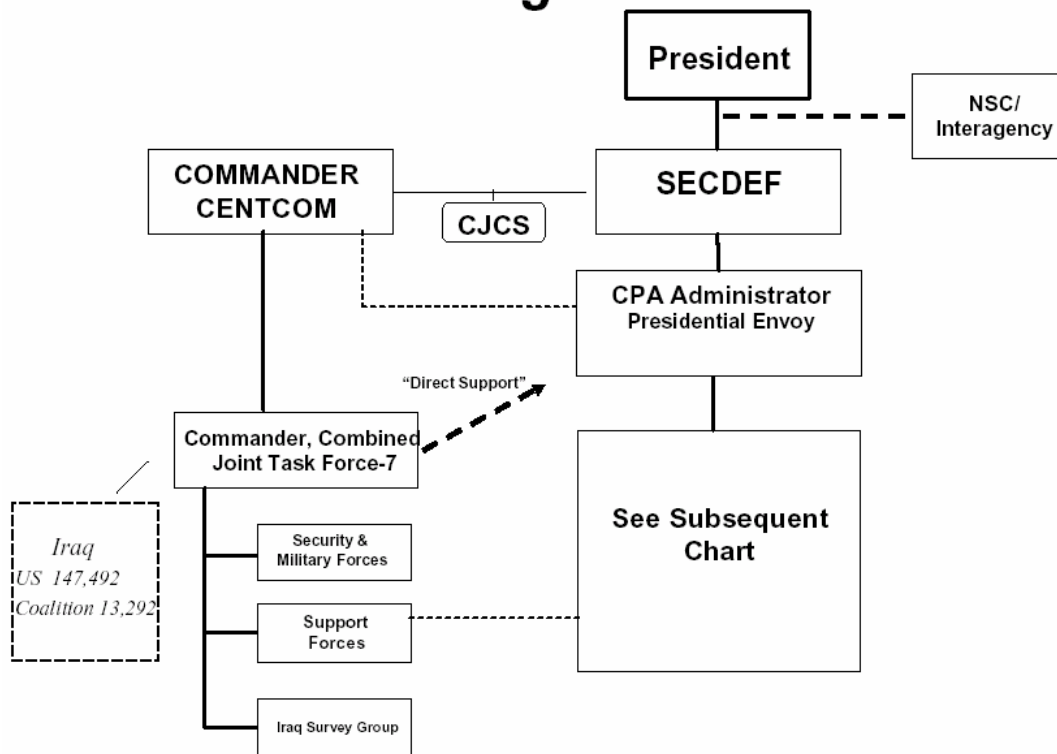 President
NSC/
Interagency
COMMANDER
CENTCOM
SECDEF
CJCS
CPA Administrator
Presidential Envoy
“Direct Support”
Commander, Combined
Joint Task Force-7
See Subsequent
Chart
Iraq
US 147,492
Coalition 13,292
Security &
Military Forces
Support
Forces
Iraq Survey Group